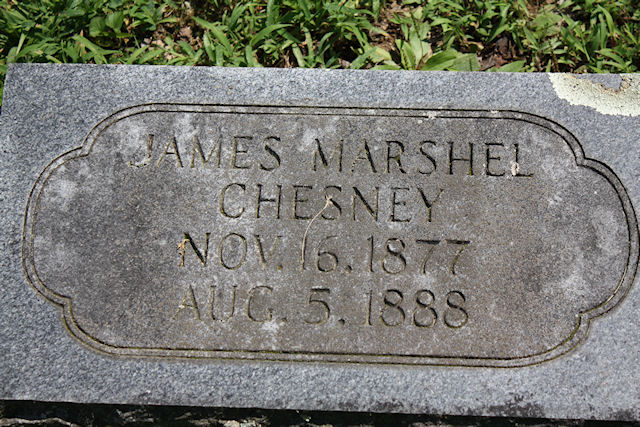 JAMES MARSHEL
CHESNEY
NOV. 16. 1877
AUG. 5. 1888